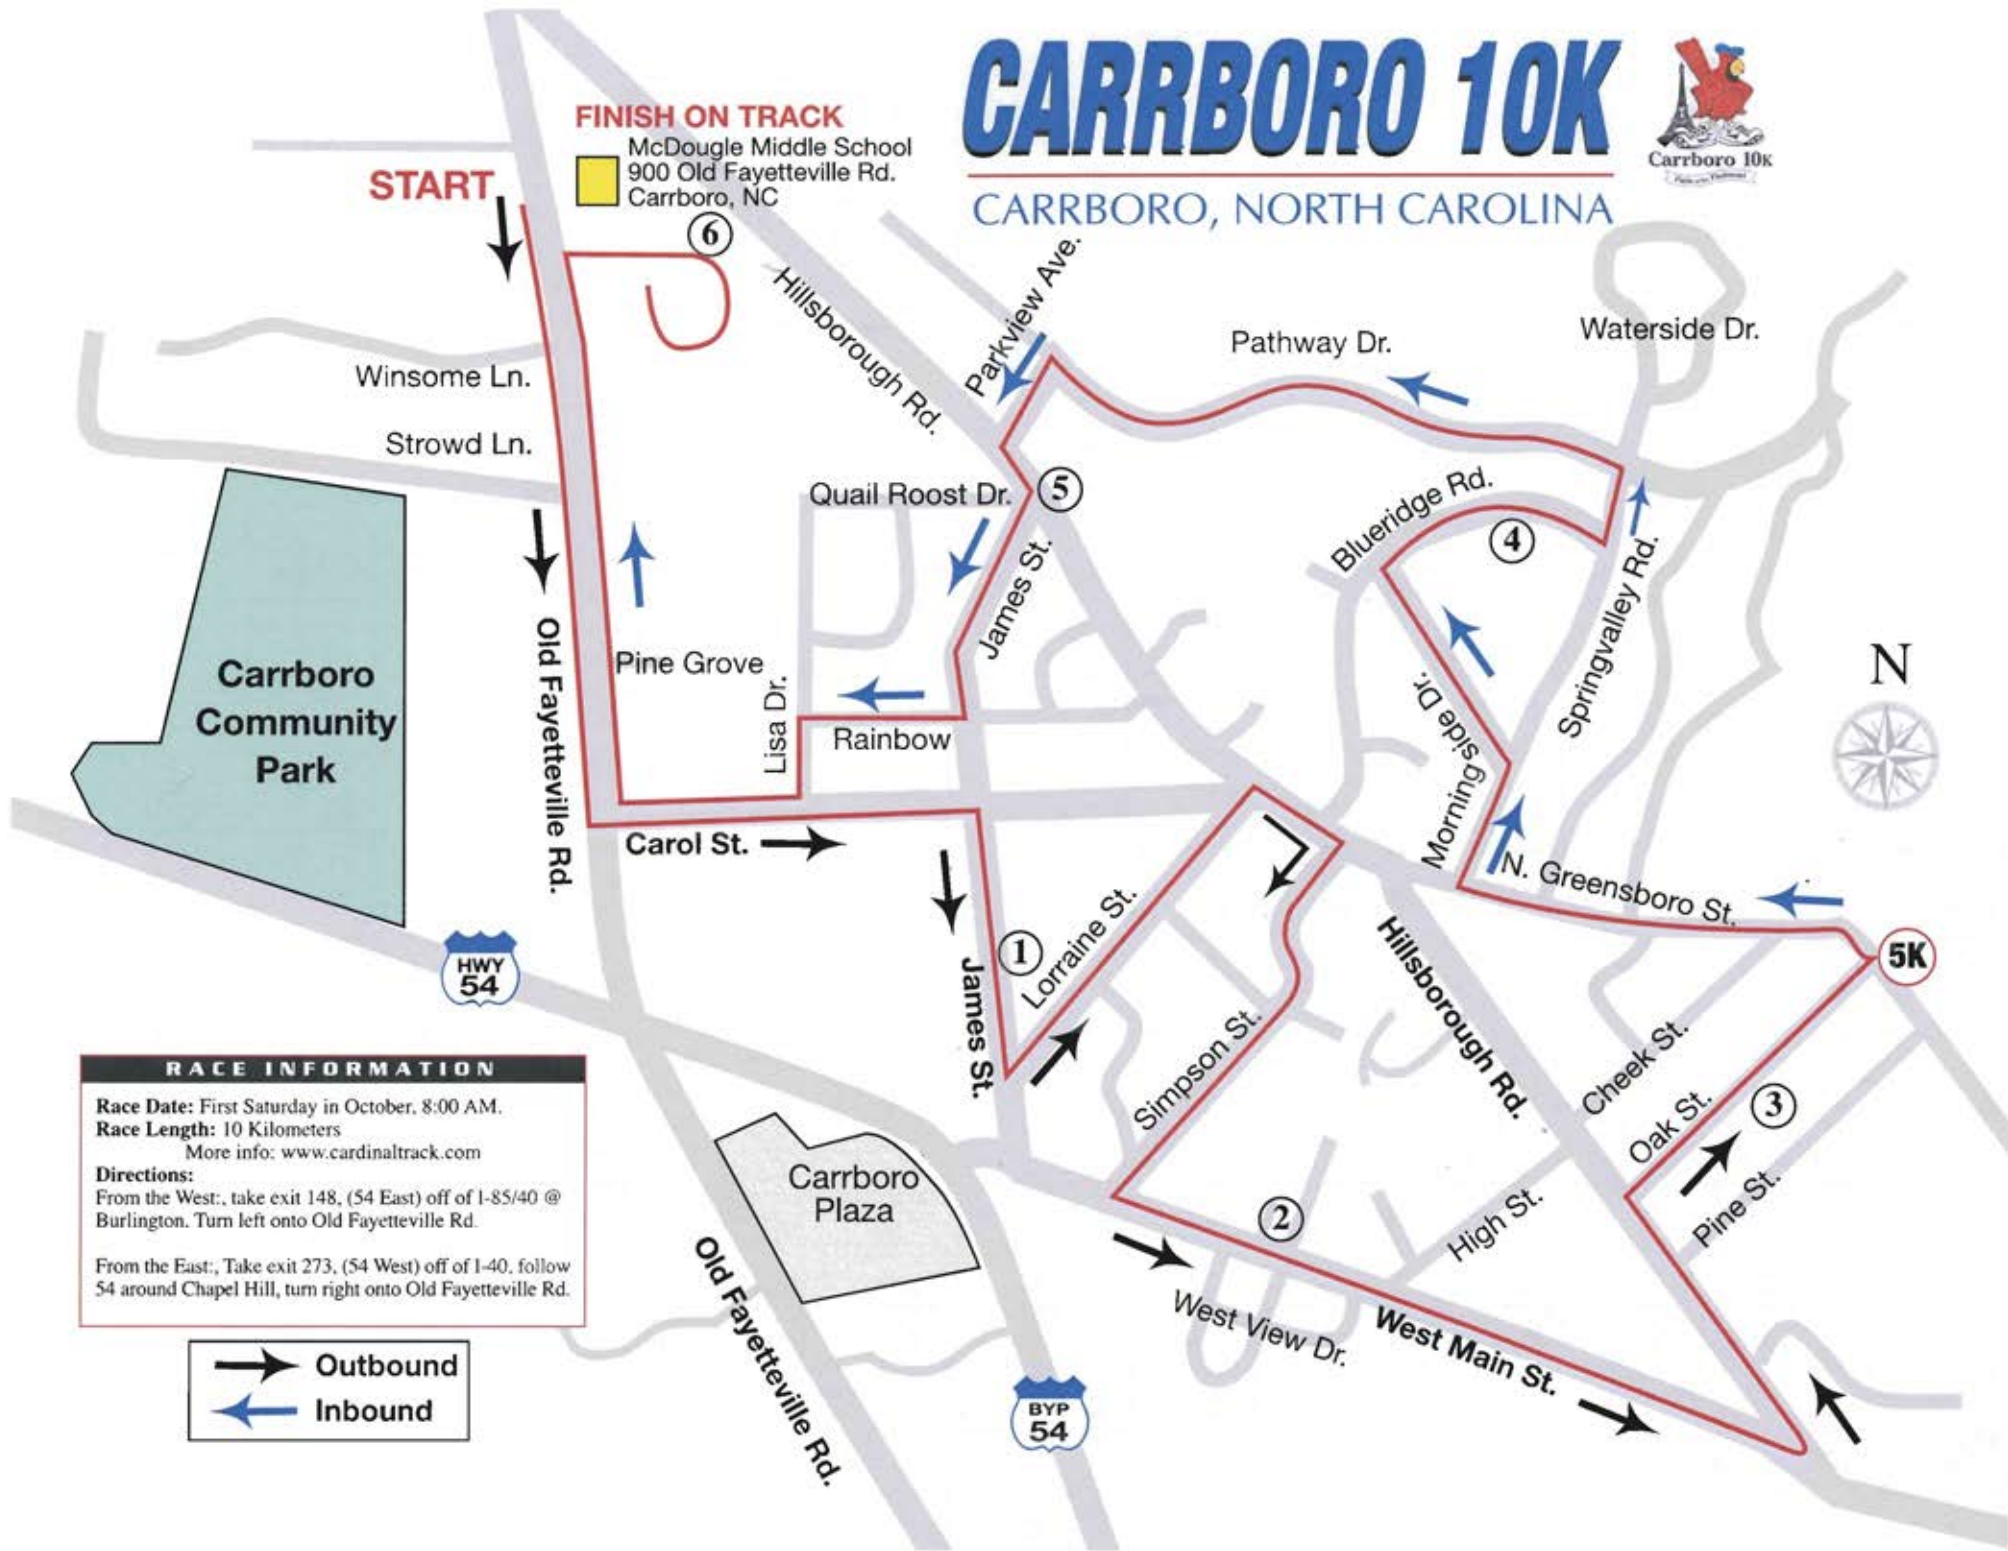 CARRBORO 10K
CARRBORO, NORTH CAROLINA
Carrboro 10K
FINISH ON TRACK
McDougle Middle School
900 Old Fayetteville Rd.
Carrboro, NC
START
6
Hillsborough Rd.
Parkview Ave.
Pathway Dr.
Waterside Dr.
Winsome Ln.
Strowd Ln.
Quail Roost Dr.
5
Blueridge Rd.
4
James St.
Springvalley Rd.
Old Fayetteville Rd.
Pine Grove
Lisa Dr.
Rainbow
Morningside Dr.
N
Carrboro
Community
Park
Carol St.
N. Greensboro St.
HWY
54
1
Lorraine St.
James St.
Hillsborough Rd.
5K
Simpson St.
Cheek St.
Oak St.
3
Pine St.
High St.
2
West View Dr.
West Main St.
Carrboro
Plaza
Old Fayetteville Rd.
BYP
54
RACE INFORMATION
Race Date: First Saturday in October, 8:00 AM.
Race Length: 10 Kilometers
More info: www.cardinaltrack.com
Directions:
From the West:, take exit 148, (54 East) off of I-85/40 @
Burlington. Turn left onto Old Fayetteville Rd.
From the East:, Take exit 273, (54 West) off of I-40, follow
54 around Chapel Hill, turn right onto Old Fayetteville Rd.
Outbound
Inbound